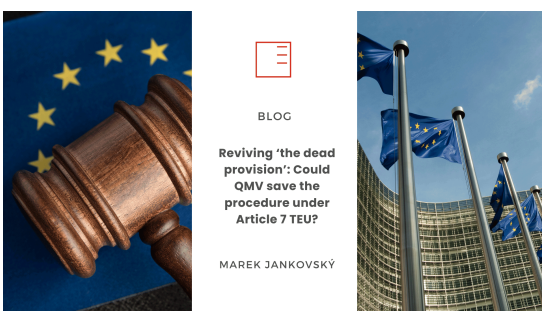 BLOG
Reviving ‘the dead
provision’: Could
QMV save the
procedure under
Article 7 TEU?
MAREK JANKOVSKÝ